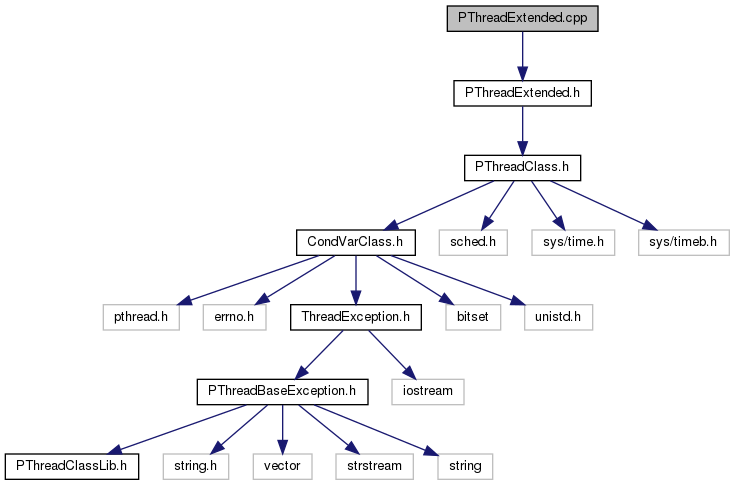 PThreadExtended.cpp
PThreadExtended.h
PThreadClass.h
CondVarClass.h
sched.h
sys/time.h
sys/timeb.h
pthread.h
errno.h
ThreadException.h
bitset
unistd.h
PThreadBaseException.h
iostream
PThreadClassLib.h
string.h
vector
strstream
string